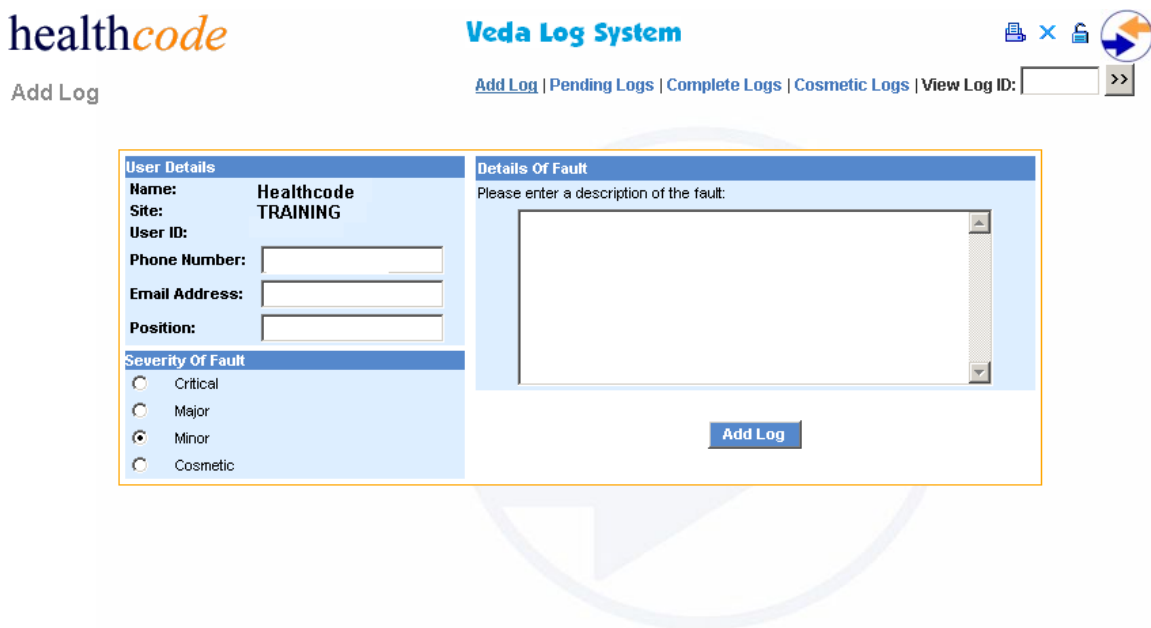 healthcode
Veda Log System
Add Log
Add Log | Pending Logs | Complete Logs | Cosmetic Logs | View Log ID: >>
User Details
Name: Healthcode
Site: TRAINING
User ID:
Phone Number:
Email Address:
Position:
Severity Of Fault
Critical
Major
Minor
Cosmetic
Details Of Fault
Please enter a description of the fault:
Add Log